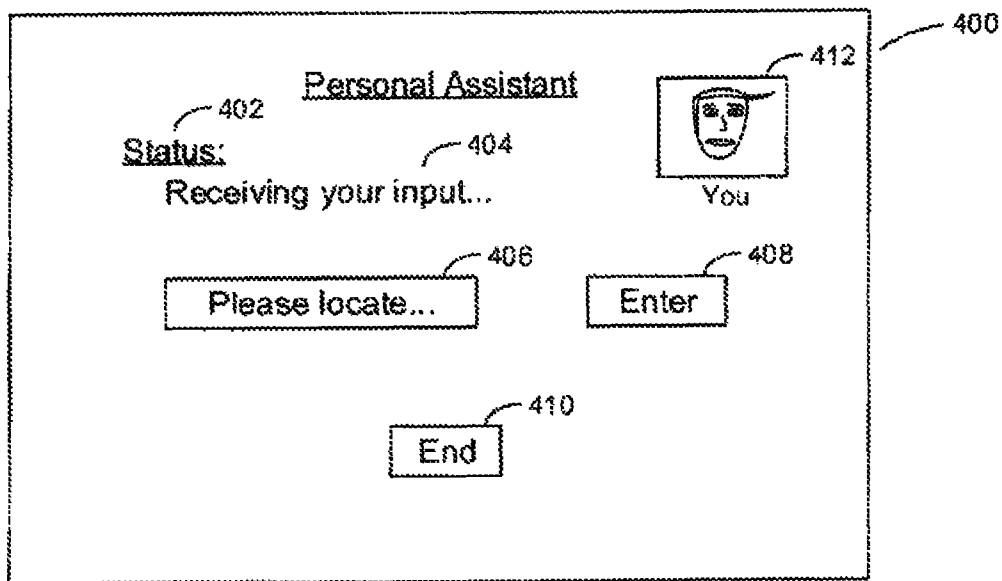 400
412
Personal Assistant
402
Status:
404
Receiving your input...
You
406
408
Please locate...
Enter
410
End